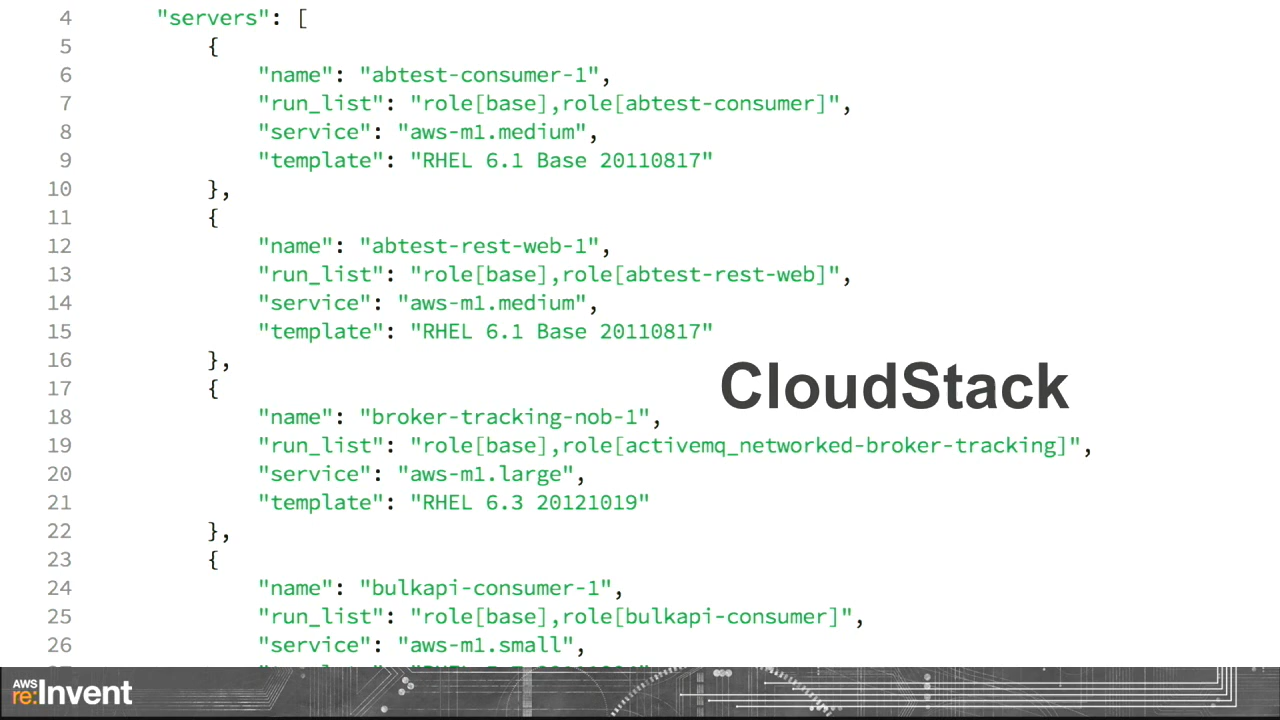 4 "servers": [
5 {
6 "name": "abtest-consumer-1",
7 "run_list": "role[base],role[abtest-consumer]",
8 "service": "aws-m1.medium",
9 "template": "RHEL 6.1 Base 20110817"
10 },
11 {
12 "name": "abtest-rest-web-1",
13 "run_list": "role[base],role[abtest-rest-web]",
14 "service": "aws-m1.medium",
15 "template": "RHEL 6.1 Base 20110817"
16 },
17 {
CloudStack
18 "name": "broker-tracking-nob-1",
19 "run_list": "role[base],role[activemq_networked-broker-tracking]",
20 "service": "aws-m1.large",
21 "template": "RHEL 6.3 20121019"
22 },
23 {
24 "name": "bulkapi-consumer-1",
25 "run_list": "role[base],role[bulkapi-consumer]",
26 "service": "aws-m1.small",
AWS
re:Invent